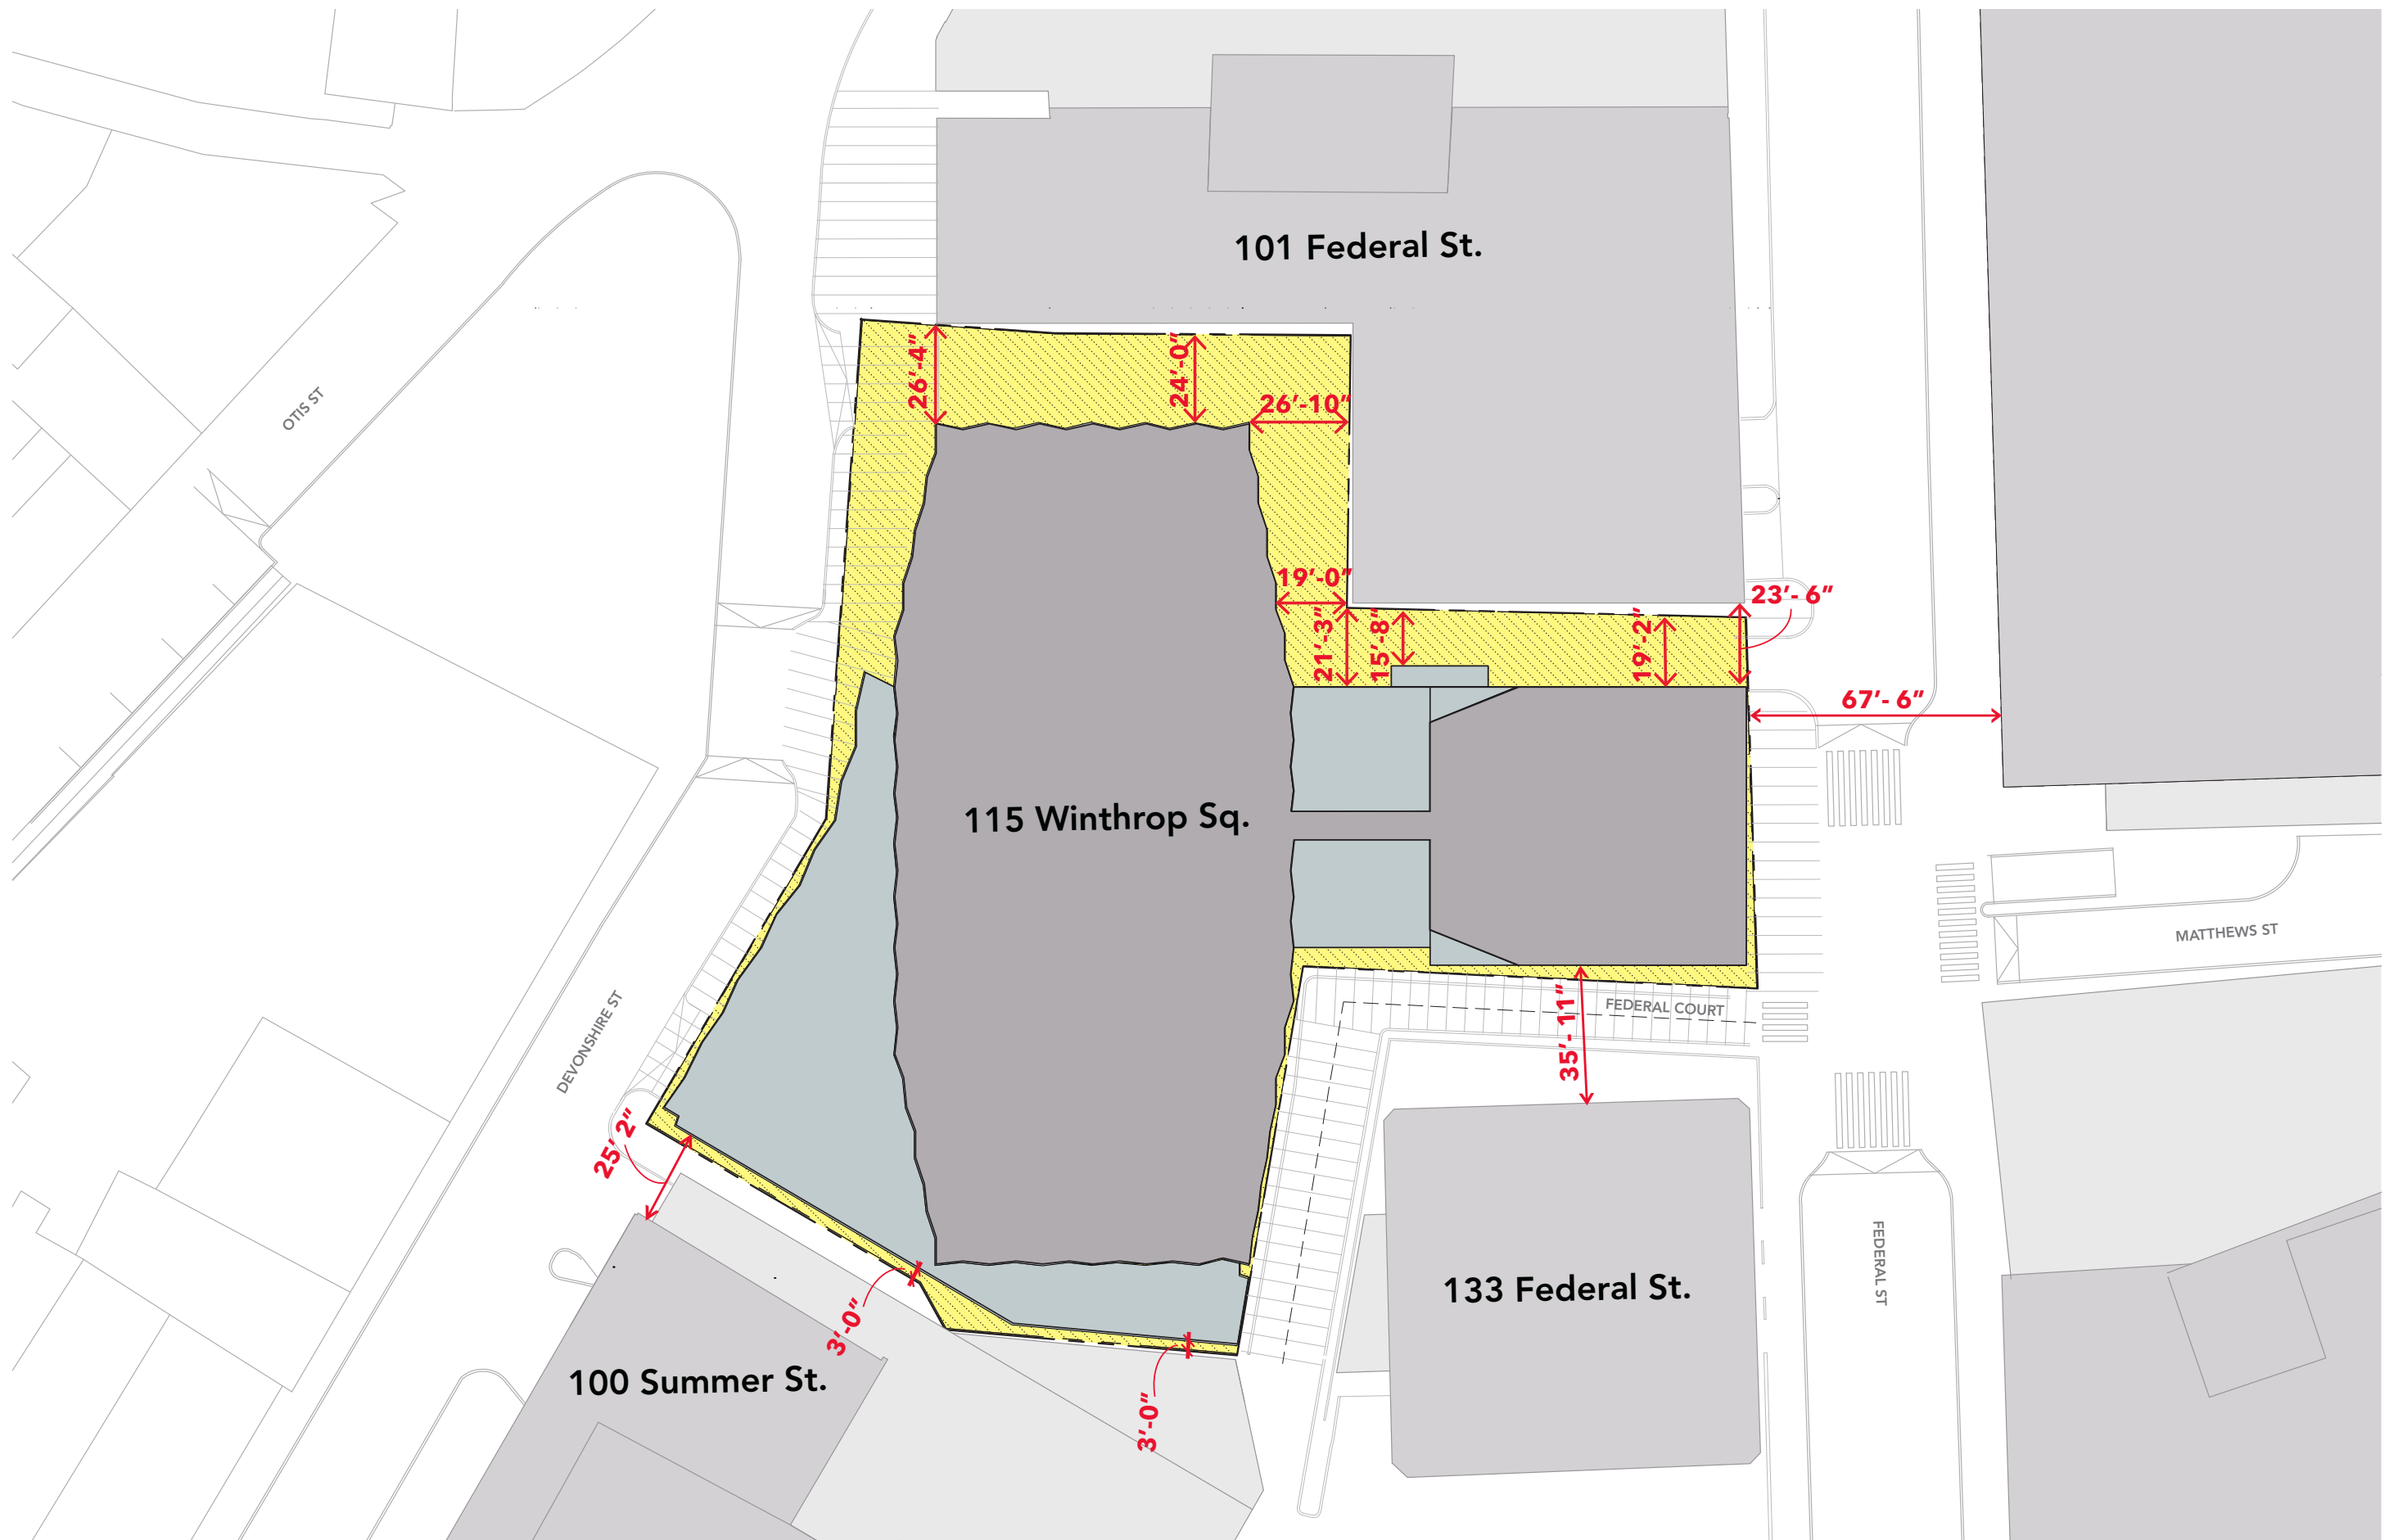 101 Federal St.
26’-4”
24’-0”
26’-10”
OTIS ST
19’-0”
23’- 6”
21’-3”
15’-8”
19’-2”
67’- 6”
115 Winthrop Sq.
MATTHEWS ST
FEDERAL COURT
35’- 11”
DEVONSHIRE ST
25’ 2”
FEDERAL ST
133 Federal St.
3’-0”
100 Summer St.
3’-0”